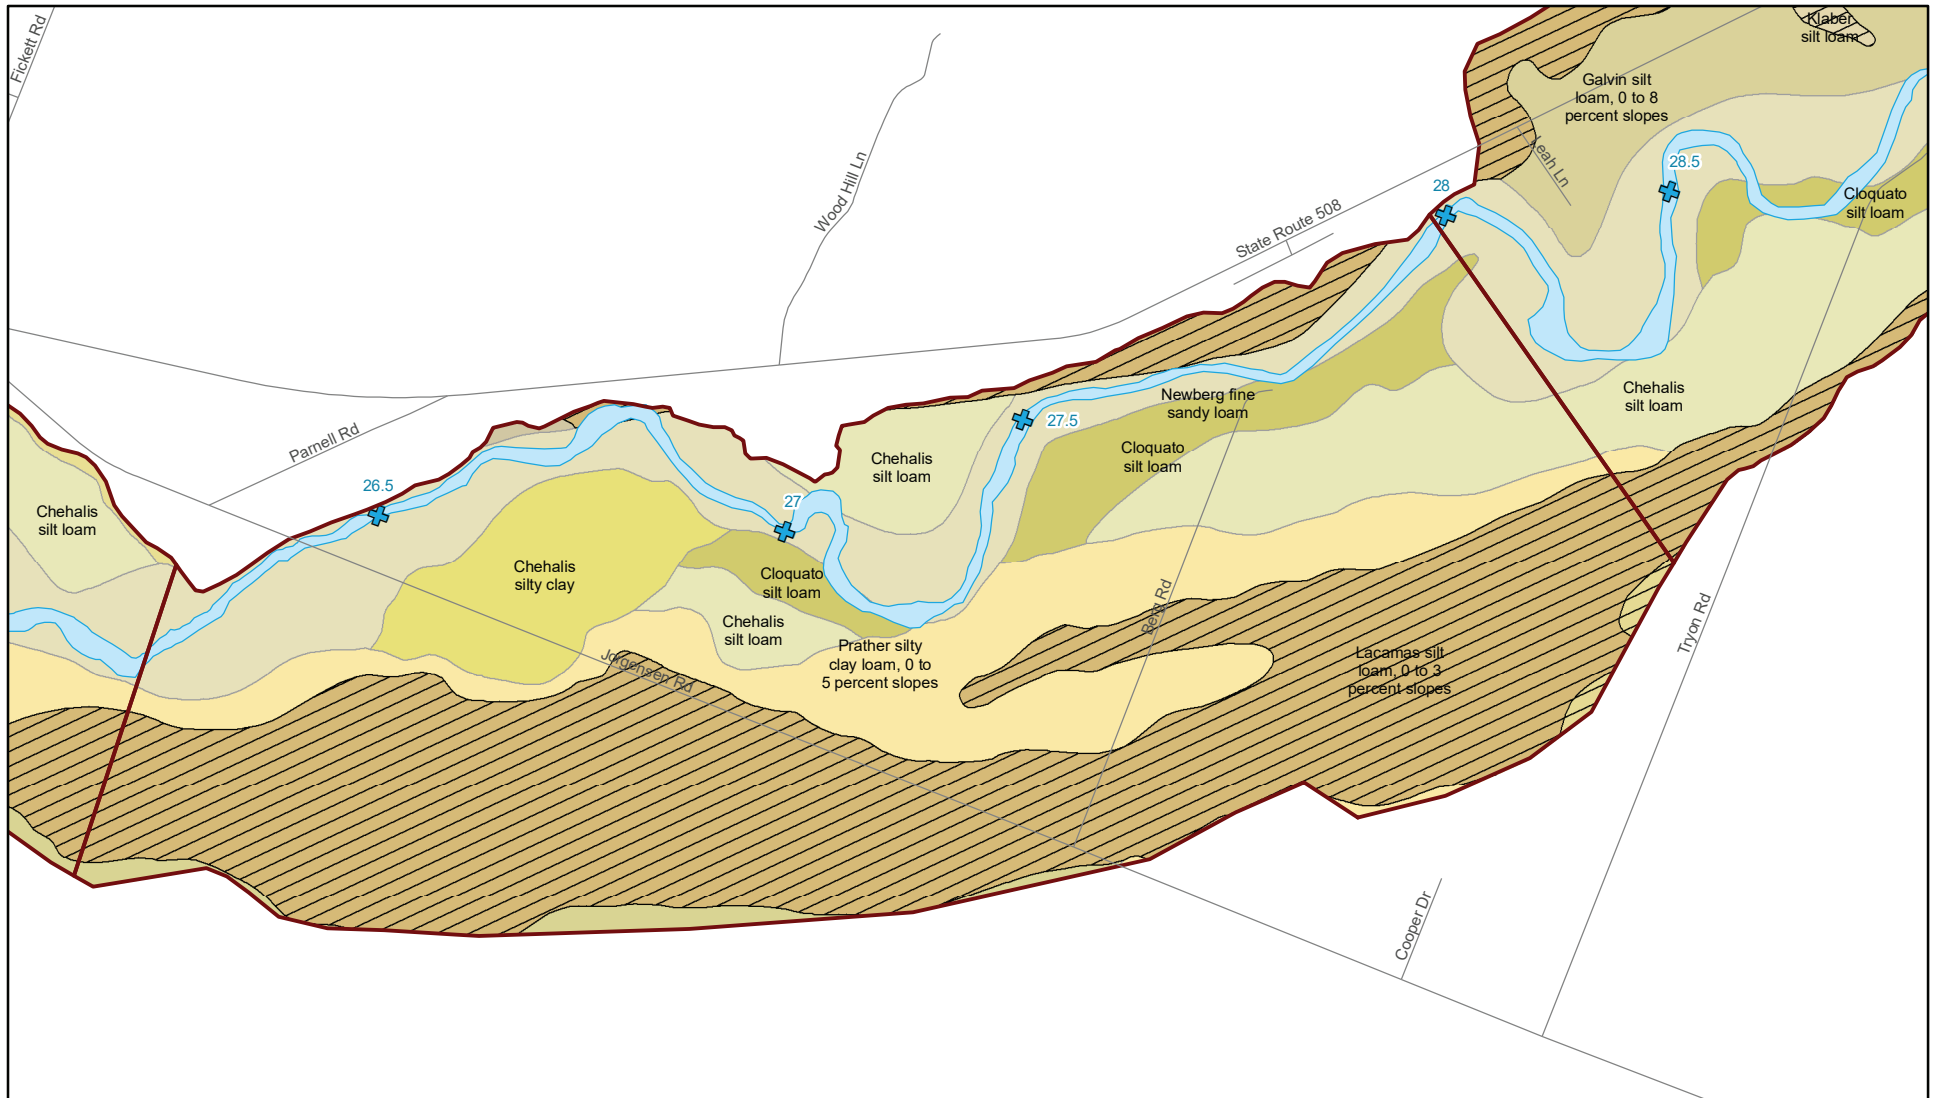 Fickett Rd
Klaber
silt loam
Galvin silt
loam, 0 to 8
percent slopes
Leah Ln
28.5
28
Cloquato
silt loam
Wood Hill Ln
State Route 508
Newberg fine
sandy loam
Chehalis
silt loam
27.5
Parnell Rd
Cloquato
silt loam
Chehalis
silt loam
26.5
27
Chehalis
silt loam
Chehalis
silty clay
Cloquato
silt loam
Berg Rd
Tryon Rd
Chehalis
silt loam
Prather silty
clay loam, 0 to
5 percent slopes
Jorgensen Rd
Lacamas silt
loam, 0 to 3
percent slopes
Cooper Dr